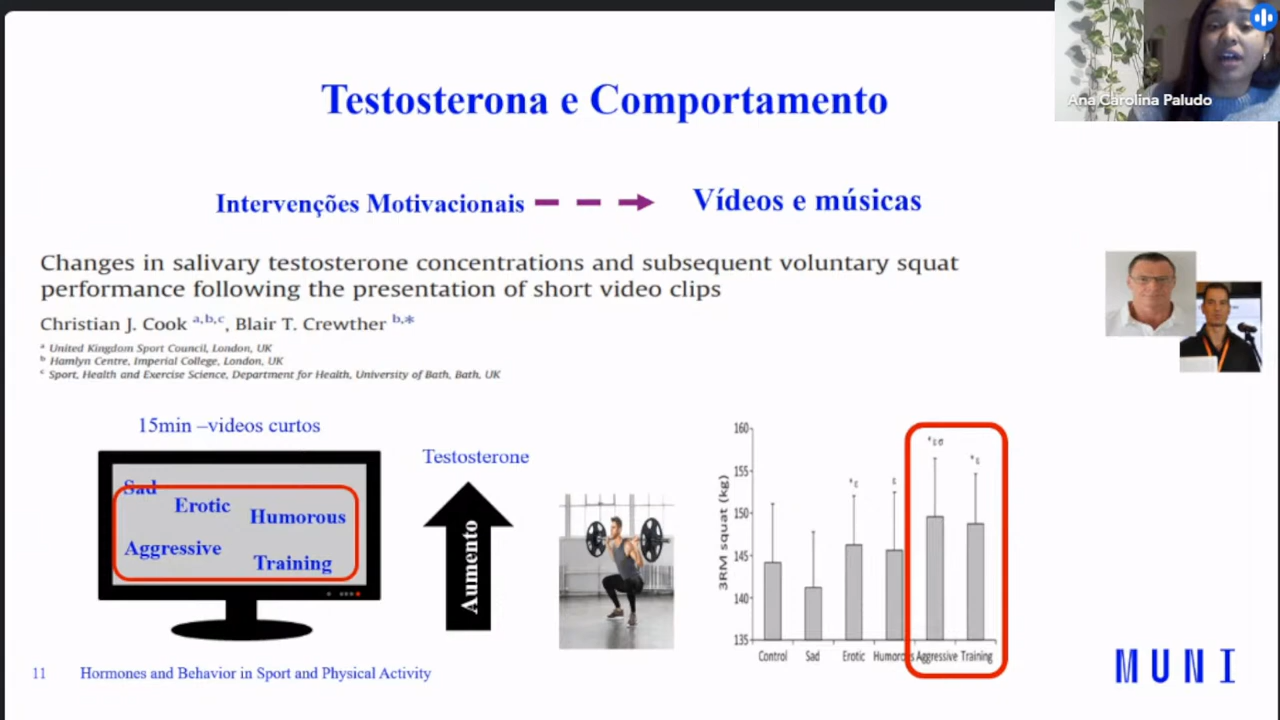 Ana Carolina Paludo
Testosterona e Comportamento
Intervenções Motivacionais
Vídeos e músicas
Changes in salivary testosterone concentrations and subsequent voluntary squat
performance following the presentation of short video clips
Christian J. Cook a,b,c, Blair T. Crewther b,*
a United Kingdom Sport Council, London, UK
b Hamlyn Centre, Imperial College, London, UK
c Sport, Health and Exercise Science, Department for Health, University of Bath, Bath, UK
15min –videos curtos
Sad
Erotic
Humorous
Aggressive
Training
Testosterone
Aumento
3RM squat (kg)
160
155
150
145
140
135
Control Sad Erotic Humorous Aggressive Training
11 Hormones and Behavior in Sport and Physical Activity
MUNI